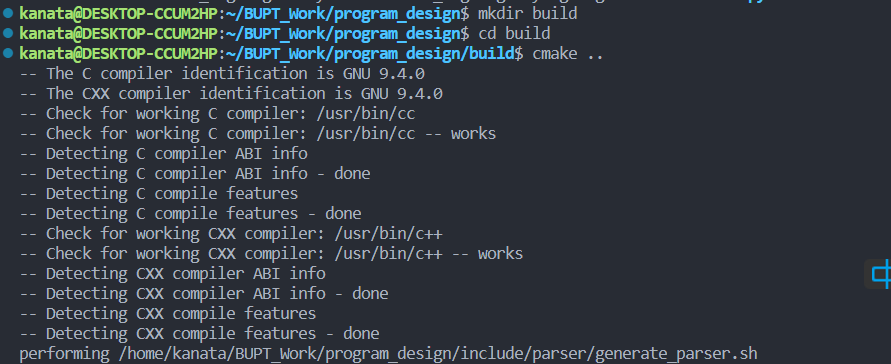 kanata@DESKTOP-CCUM2HP:~/BUPT_Work/program_design$ mkdir build
kanata@DESKTOP-CCUM2HP:~/BUPT_Work/program_design$ cd build
kanata@DESKTOP-CCUM2HP:~/BUPT_Work/program_design/build$ cmake ..
-- The C compiler identification is GNU 9.4.0
-- The CXX compiler identification is GNU 9.4.0
-- Check for working C compiler: /usr/bin/cc
-- Check for working C compiler: /usr/bin/cc -- works
-- Detecting C compiler ABI info
-- Detecting C compiler ABI info - done
-- Detecting C compile features
-- Detecting C compile features - done
-- Check for working CXX compiler: /usr/bin/c++
-- Check for working CXX compiler: /usr/bin/c++ -- works
-- Detecting CXX compiler ABI info
-- Detecting CXX compiler ABI info - done
-- Detecting CXX compile features
-- Detecting CXX compile features - done
performing /home/kanata/BUPT_Work/program_design/include/parser/generate_parser.sh